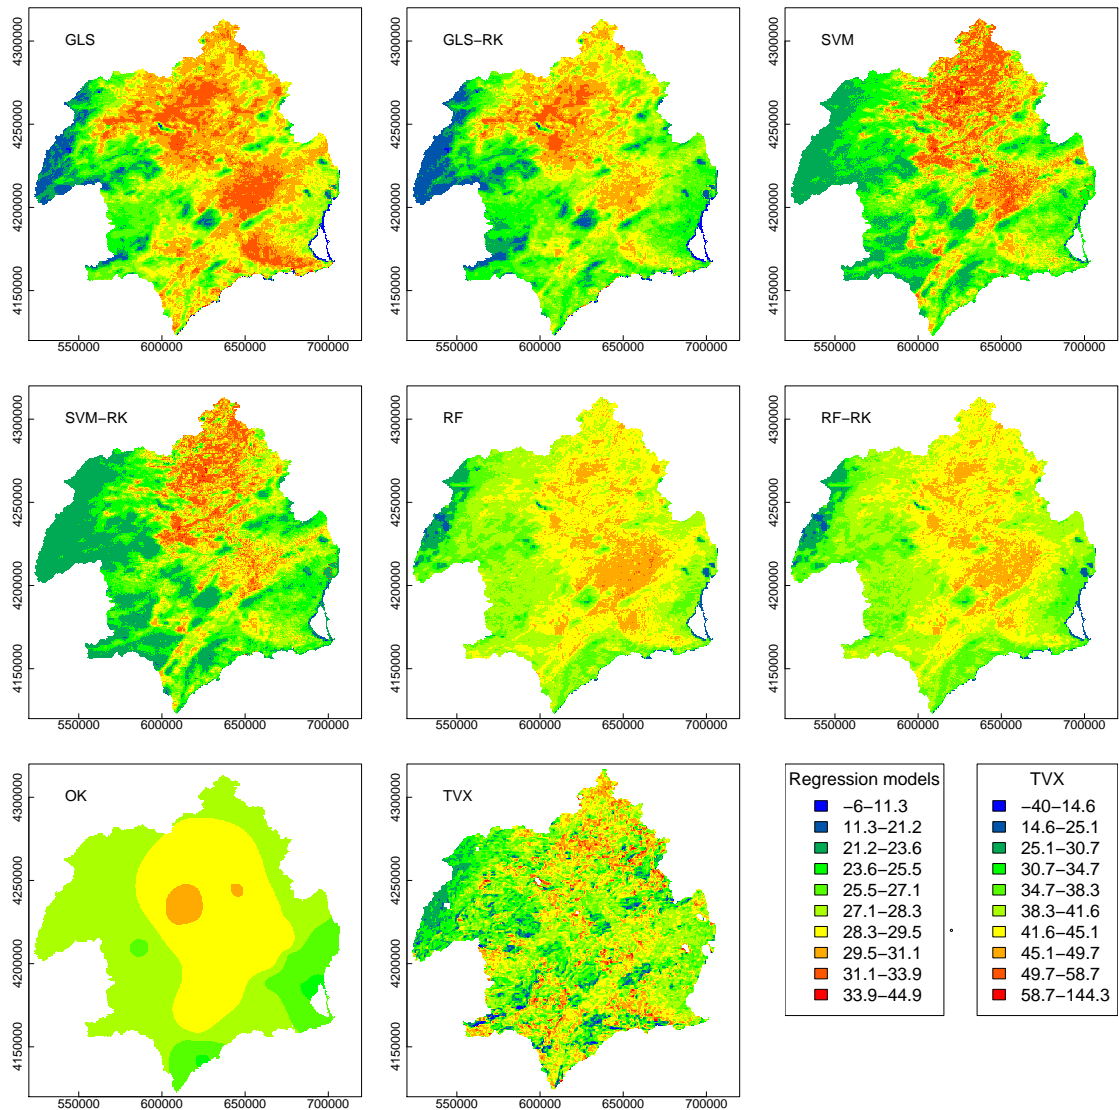 GLS
4300000
4250000
4200000
4150000
550000 600000 650000 700000
GLS−RK
4300000
4250000
4200000
4150000
550000 600000 650000 700000
SVM
4300000
4250000
4200000
4150000
550000 600000 650000 700000
SVM−RK
4300000
4250000
4200000
4150000
550000 600000 650000 700000
RF
4300000
4250000
4200000
4150000
550000 600000 650000 700000
RF−RK
4300000
4250000
4200000
4150000
550000 600000 650000 700000
OK
4300000
4250000
4200000
4150000
550000 600000 650000 700000
TVX
4300000
4250000
4200000
4150000
550000 600000 650000 700000
Regression models
−6−11.3
11.3−21.2
21.2−23.6
23.6−25.5
25.5−27.1
27.1−28.3
28.3−29.5
29.5−31.1
31.1−33.9
33.9−44.9
TVX
−40−14.6
14.6−25.1
25.1−30.7
30.7−34.7
34.7−38.3
38.3−41.6
41.6−45.1
45.1−49.7
49.7−58.7
58.7−144.3